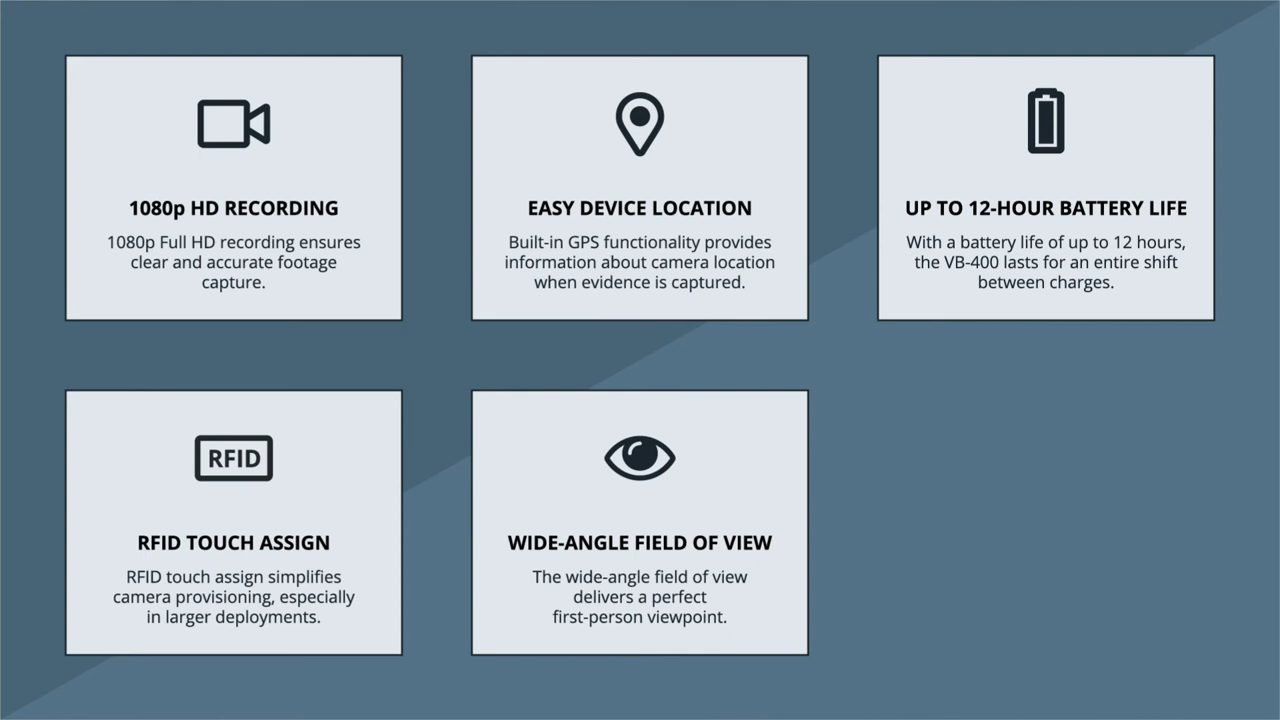 1080p HD RECORDING
1080p Full HD recording ensures
clear and accurate footage
capture.
EASY DEVICE LOCATION
Built-in GPS functionality provides
information about camera location
when evidence is captured.
UP TO 12-HOUR BATTERY LIFE
With a battery life of up to 12 hours,
the VB-400 lasts for an entire shift
between charges.
RFID
RFID TOUCH ASSIGN
RFID touch assign simplifies
camera provisioning, especially
in larger deployments.
WIDE-ANGLE FIELD OF VIEW
The wide-angle field of view
delivers a perfect
first-person viewpoint.